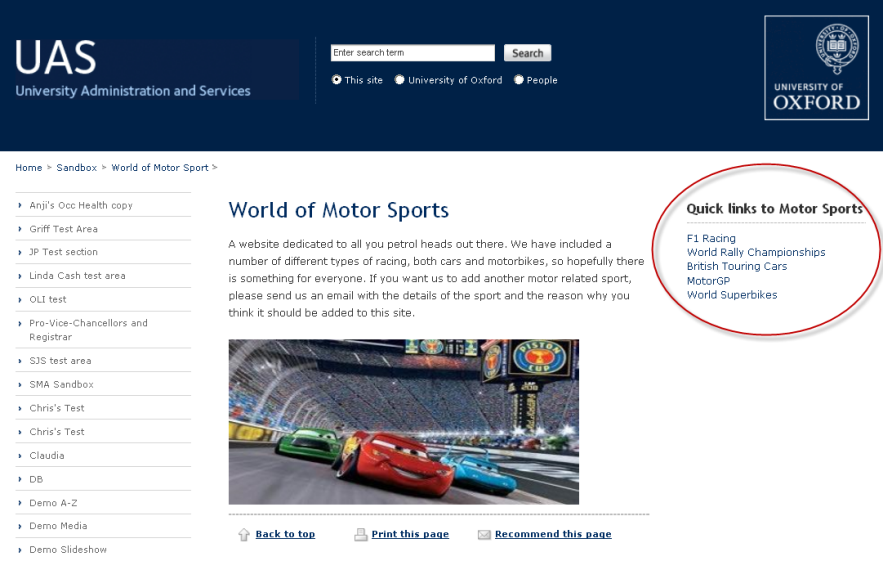 UAS
University Administration and Services
Enter search term
Search
This site
University of Oxford
People
UNIVERSITY OF
OXFORD
Home > Sandbox > World of Motor Sport >
Anji's Occ Health copy
Griff Test Area
JP Test section
Linda Cash test area
OLI test
Pro-Vice-Chancellors and
Registrar
SJS test area
SMA Sandbox
Chris's Test
Chris's Test
Claudia
DB
Demo A-Z
Demo Media
Demo Slideshow
World of Motor Sports
A website dedicated to all you petrol heads out there. We have included a
number of different types of racing, both cars and motorbikes, so hopefully there
is something for everyone. If you want us to add another motor related sport,
please send us an email with the details of the sport and the reason why you
think it should be added to this site.
PISTON
CUP
PISTON
CUP
LAP
Back to top
Print this page
Recommend this page
Quick links to Motor Sports
F1 Racing
World Rally Championships
British Touring Cars
MotorGP
World Superbikes